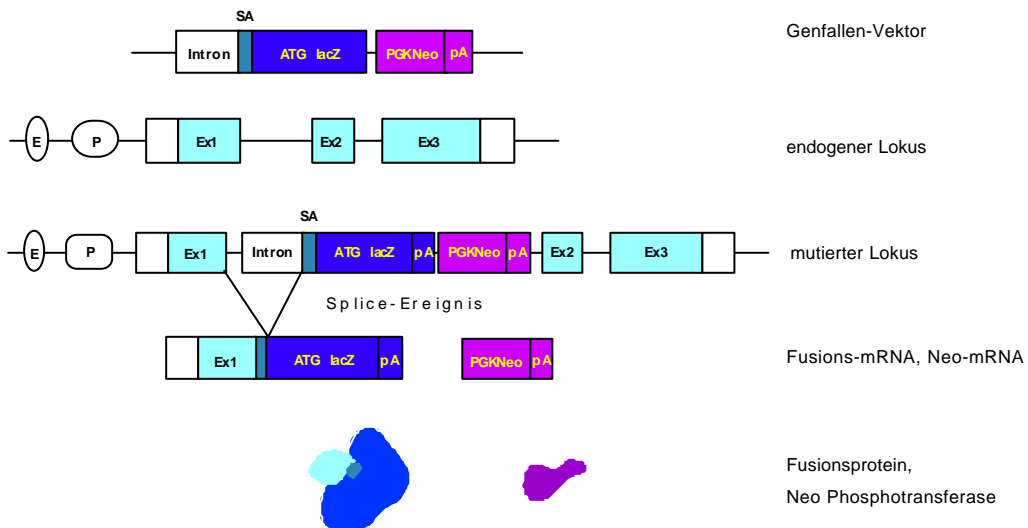 SA
Intron ATG lacZ PGKNeo pA
Genfallen-Vektor
E P Ex1 Ex2 Ex3
endogener Lokus
SA
E P Ex1 Intron ATG lacZ pA PGKNeo pA Ex2 Ex3
mutierter Lokus
Splice-Ereignis
Ex1 ATG lacZ pA PGKNeo pA
Fusions-mRNA, Neo-mRNA
Fusionsprotein,
Neo Phosphotransferase